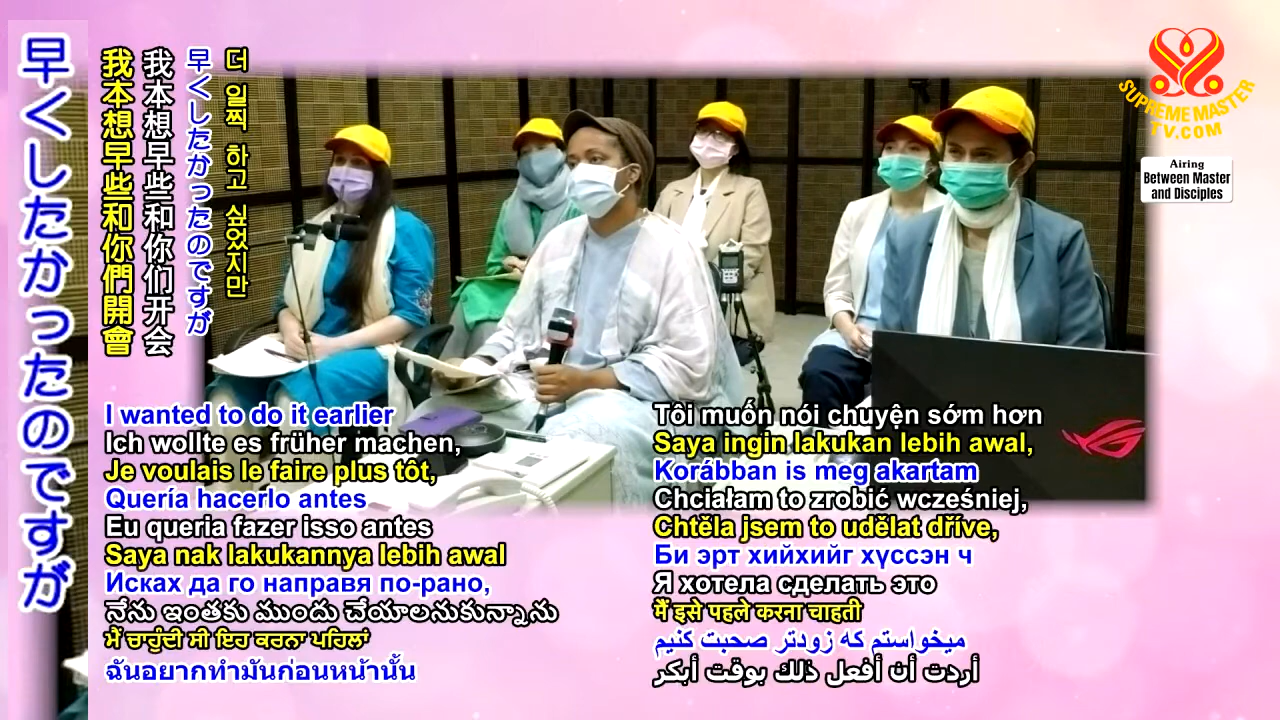 早くしたかったのですが
我本想早些和你們開會
我本想早些和你们开会
早くしたかったのですが
더 일찍 하고 싶었지만
SUPREME MASTER
TV.COM
Airing
Between Master
and Disciples
I wanted to do it earlier
Ich wollte es früher machen,
Je voulais le faire plus tôt,
Quería hacerlo antes
Eu queria fazer isso antes
Saya nak lakukannya lebih awal
Исках да го направя по-рано,
నేను ఇంతకు ముందు చేయాలనుకున్నాను
ਮੈਂ ਚਾਹੁੰਦੀ ਸੀ ਇਹ ਕਰਨਾ ਪਹਿਲਾਂ
ฉันอยากทำมันก่อนหน้านั้น
Tôi muốn nói chuyện sớm hơn
Saya ingin lakukan lebih awal,
Korábban is meg akartam
Chciałam to zrobić wcześniej,
Chtěla jsem to udělat dříve,
Би эрт хийхийг хүссэн ч
Я хотела сделать это
मैं इसे पहले करना चाहती
میخواستم که زودتر صحبت کنیم
أردت أن أفعل ذلك بوقت أبكر